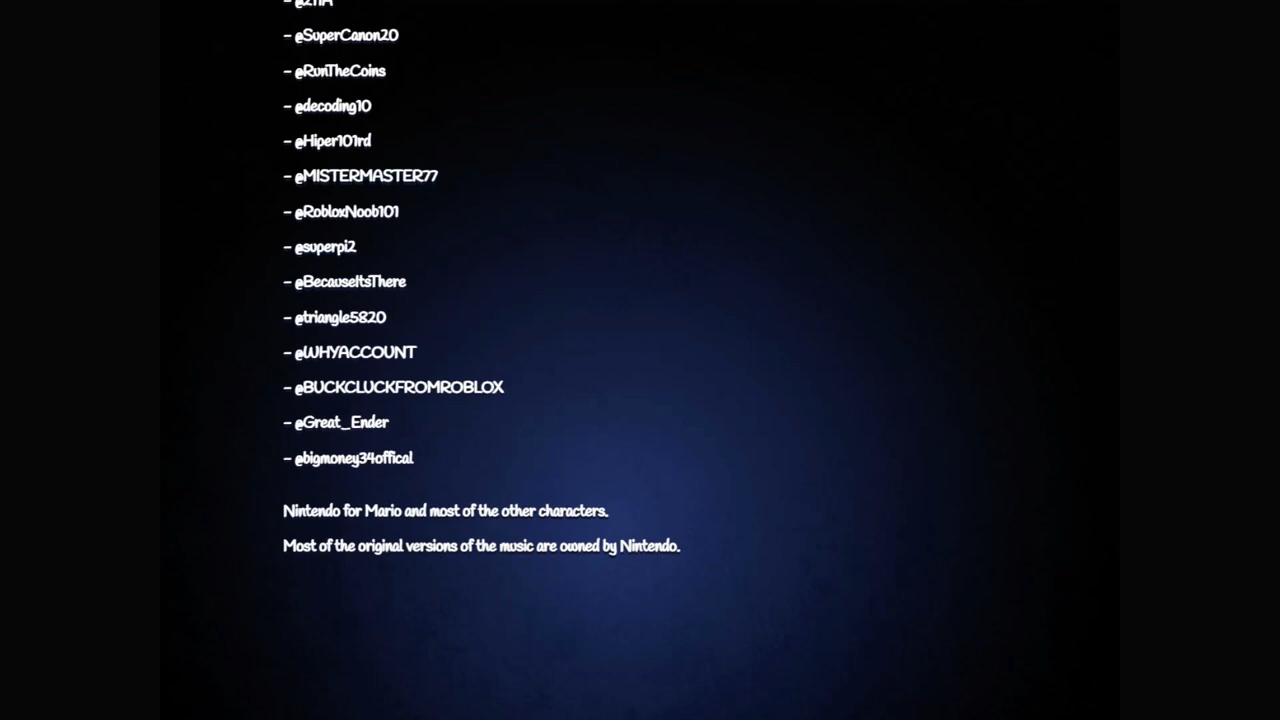 - @SuperCanon20
- @RunTheCoins
- @decoding10
- @Hiper101rd
- @MISTERMASTER77
- @RobloxNoob101
- @superpi2
- @BecauseItsThere
- @triangle5820
- @WHYACCOUNT
- @BUCKCLUCKFROMROBLOX
- @Great_Ender
- @bigmoney34offical
Nintendo for Mario and most of the other characters.
Most of the original versions of the music are owned by Nintendo.